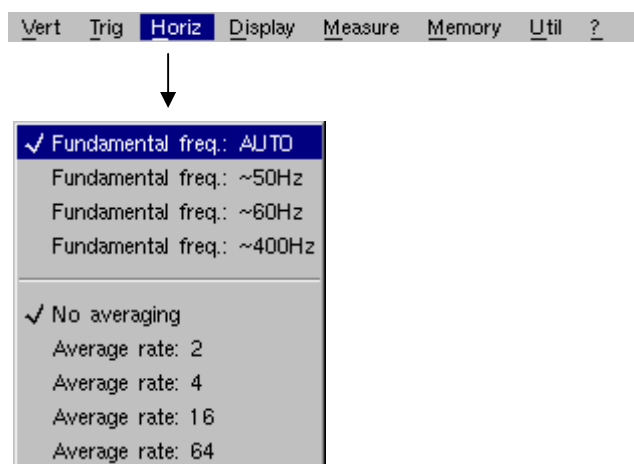 Vert Trig Horiz Display Measure Memory Util ?
✓ Fundamental freq.: AUTO
Fundamental freq.: ~50Hz
Fundamental freq.: ~60Hz
Fundamental freq.: ~400Hz
✓ No averaging
Average rate: 2
Average rate: 4
Average rate: 16
Average rate: 64